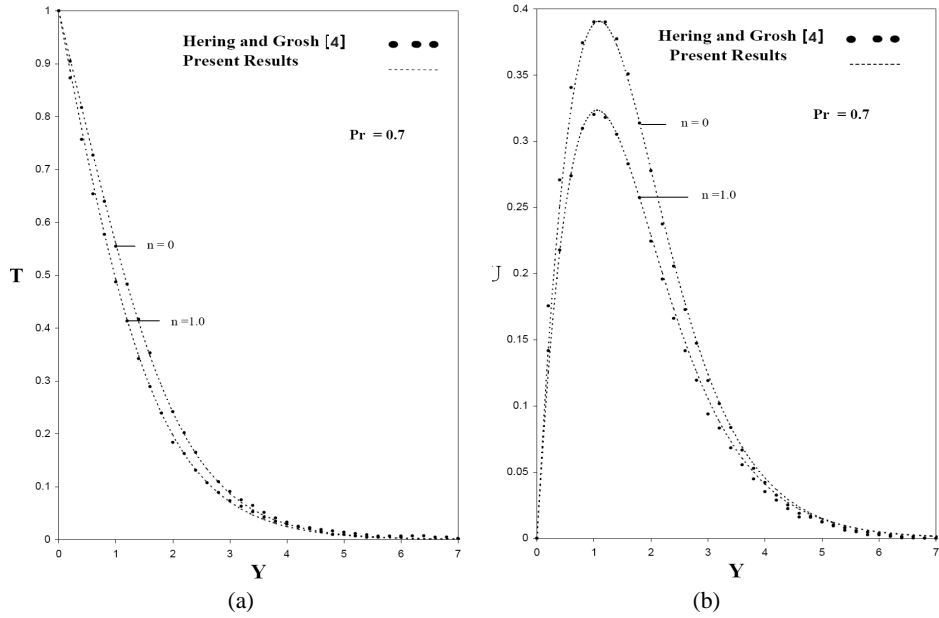 Hering and Grosh [4]
Present Results
Pr = 0.7
n = 0
n =1.0
T
1
0.9
0.8
0.7
0.6
0.5
0.4
0.3
0.2
0.1
0
0 1 2 3 4 5 6 7
Y
(a)
Hering and Grosh [4]
Present Results
Pr = 0.7
n = 0
n=1.0
U
0.4
0.35
0.3
0.25
0.2
0.15
0.1
0.05
0
0 1 2 3 4 5 6 7
Y
(b)